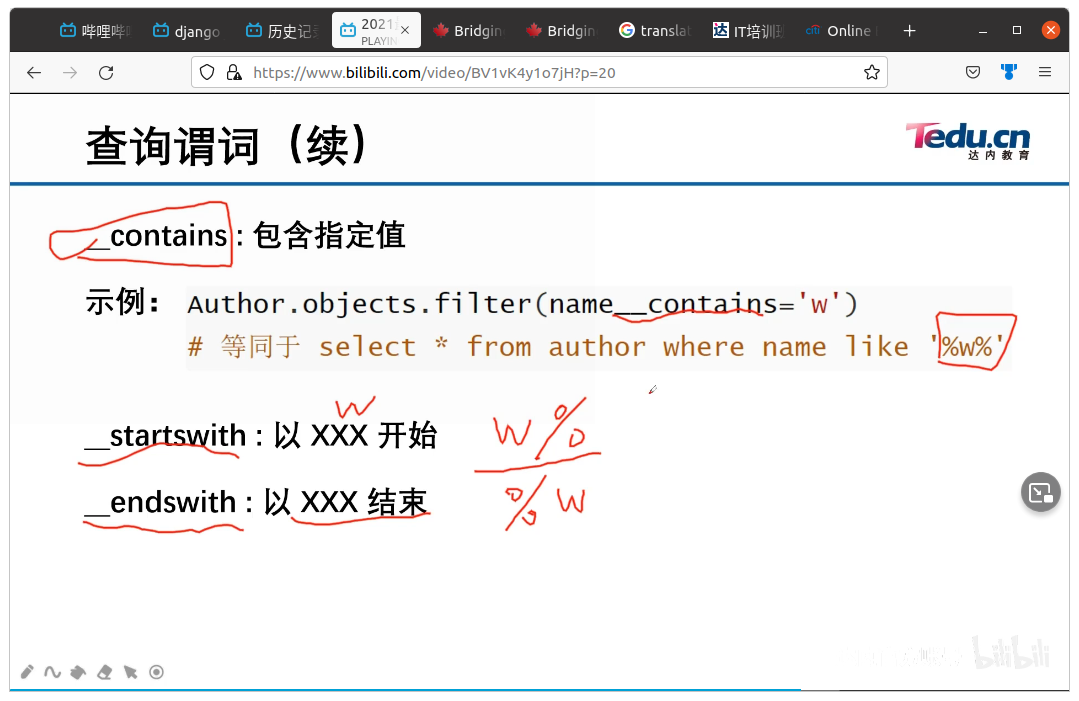 哔哩哔
django
历史记
2021
PLAYIN
Bridgin
Bridgin
translat
IT培训
Online
https://www.bilibili.com/video/BV1vK4y1o7jH?p=20
查询谓词（续）
Tedu.cn
达内教育
__contains : 包含指定值
示例：
Author.objects.filter(name__contains='w')
# 等同于 select * from author where name like '%w%'
W
__startswith : 以 XXX 开始
W%
__endswith : 以 XXX 结束
%W
bilibili